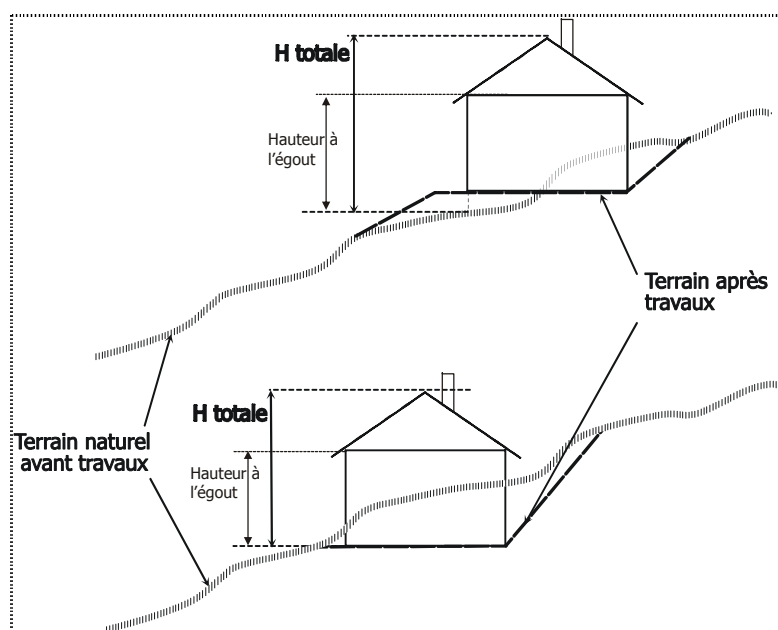 H totale
Hauteur à
l'égout
Terrain après
travaux
H totale
Terrain naturel
avant travaux
Hauteur à
l'égout